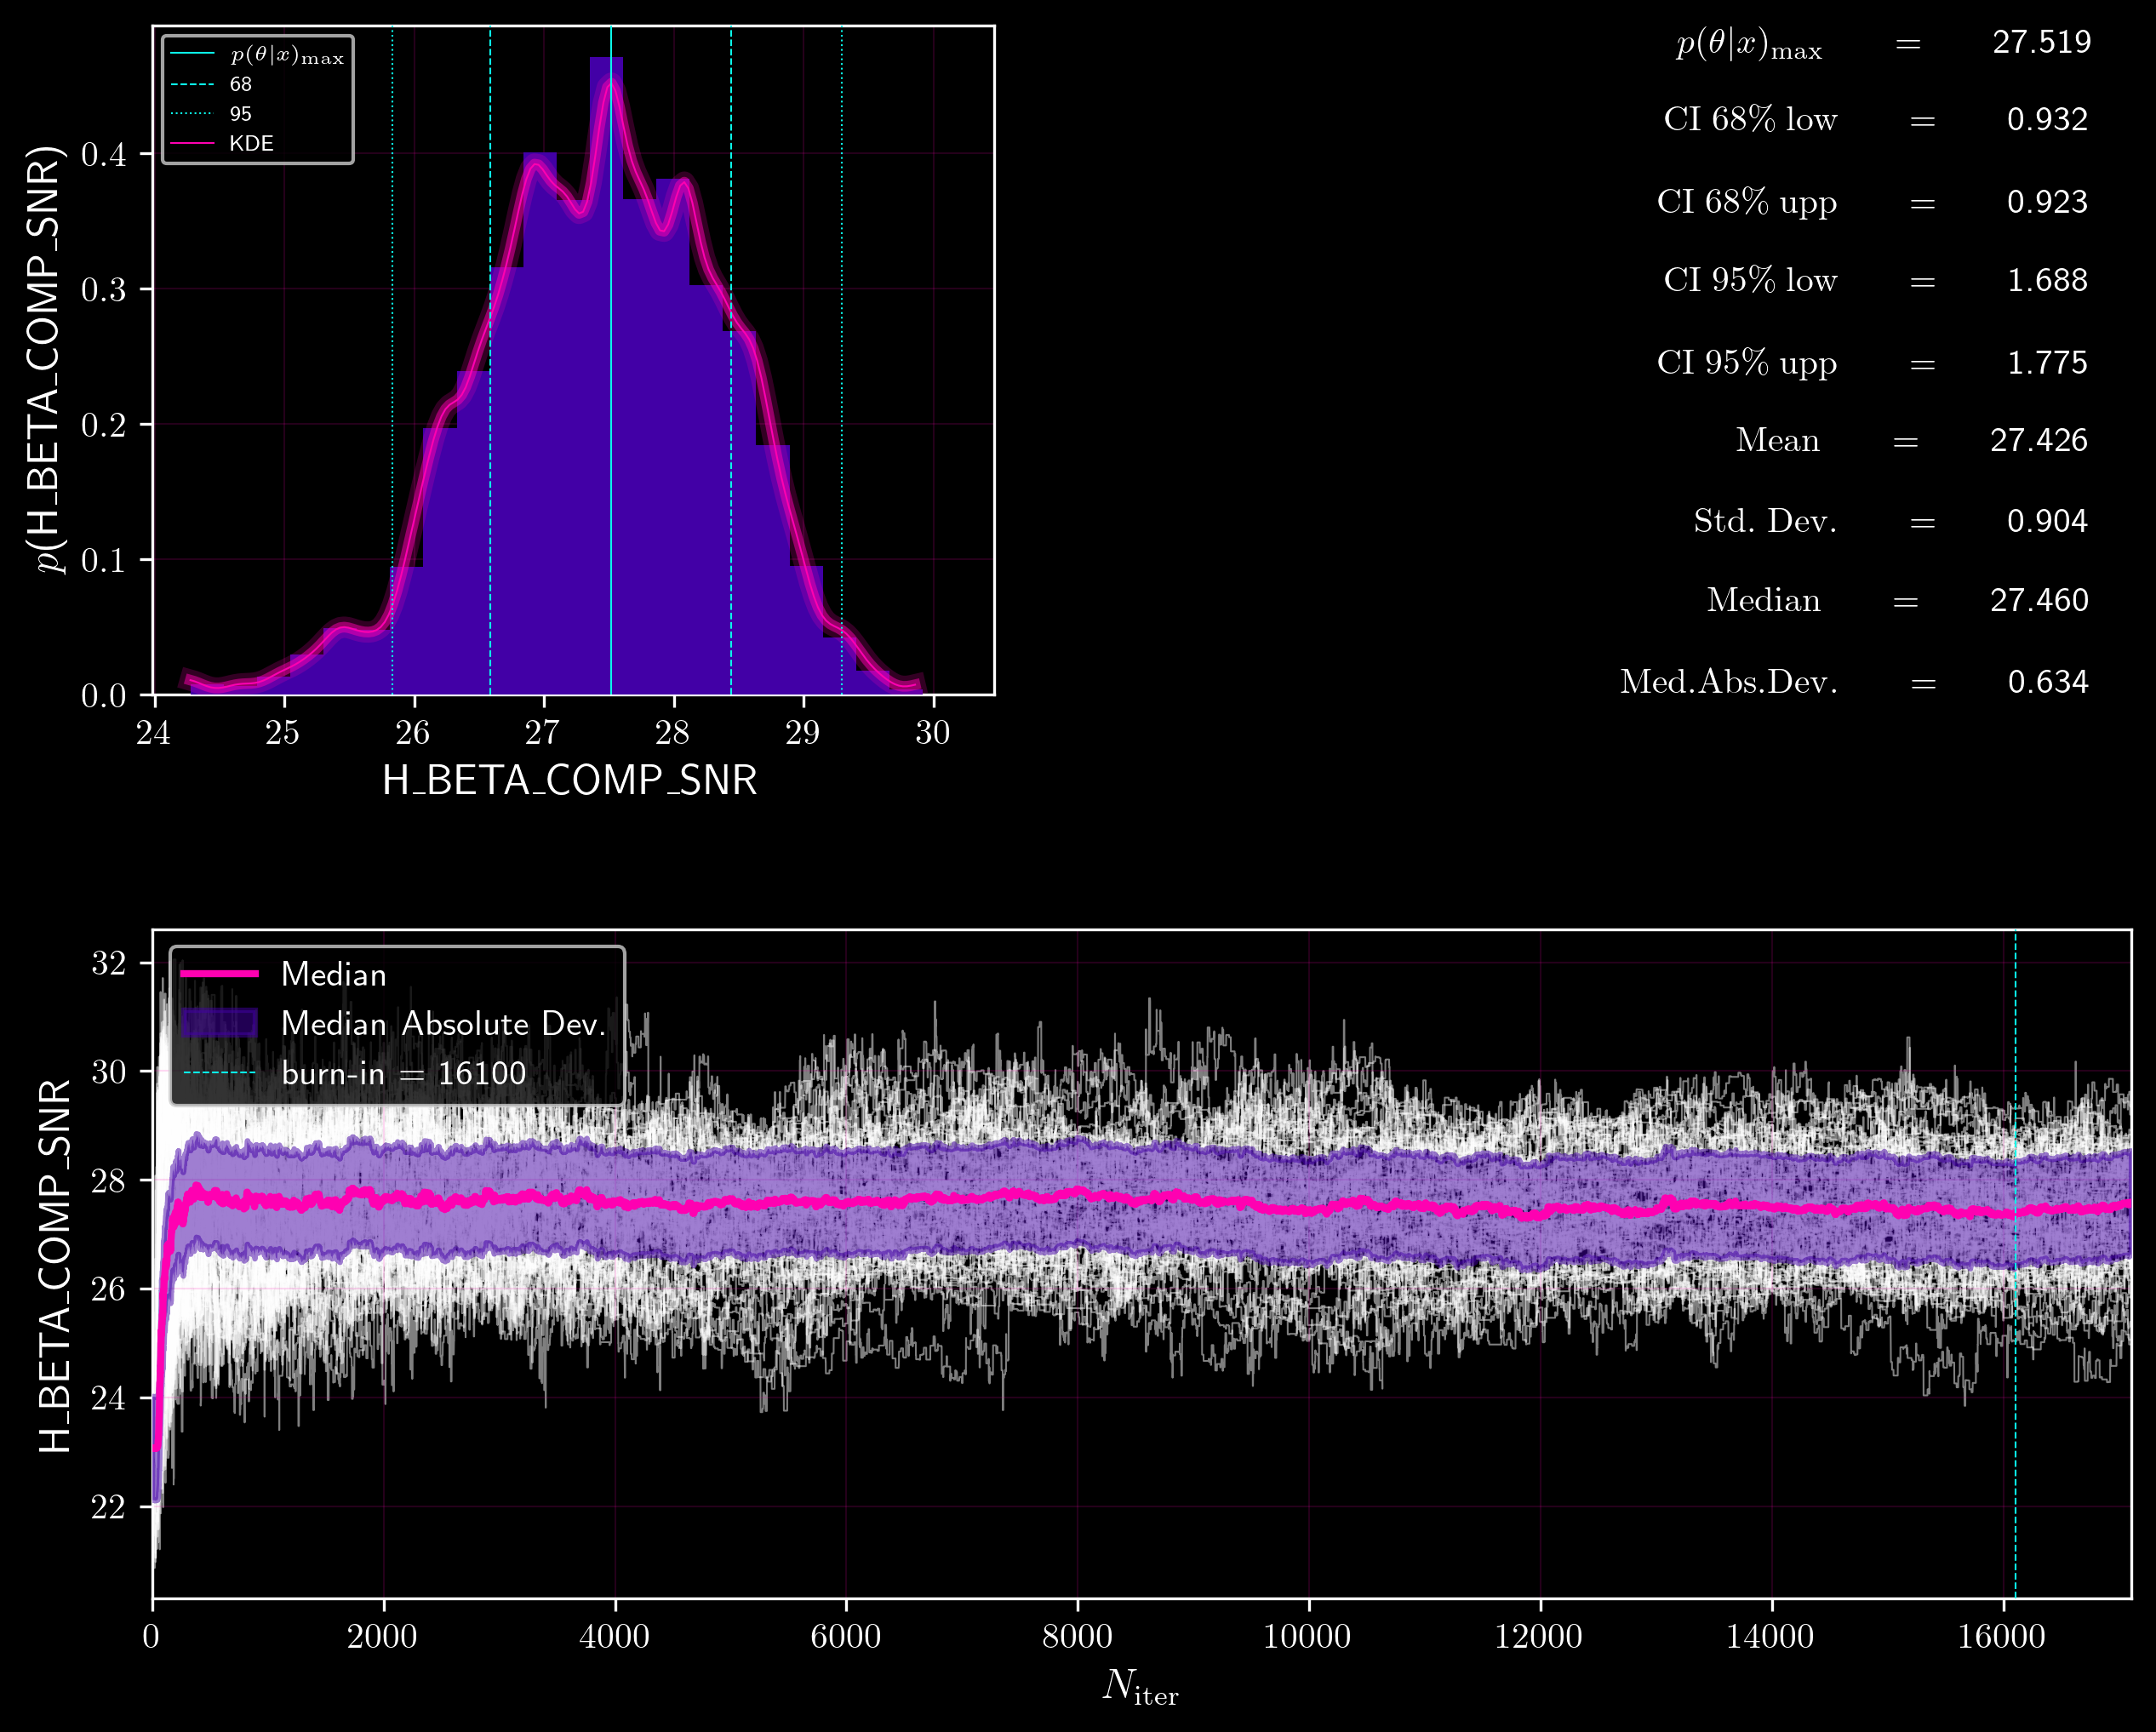 p(θ|x)max
68
95
KDE
p(H_BETA_COMP_SNR)
0.4
0.3
0.2
0.1
0.0
24 25 26 27 28 29 30
H_BETA_COMP_SNR
p(θ|x)max = 27.519
CI 68% low = 0.932
CI 68% upp = 0.923
CI 95% low = 1.688
CI 95% upp = 1.775
Mean = 27.426
Std. Dev. = 0.904
Median = 27.460
Med.Abs.Dev. = 0.634
Median
Median Absolute Dev.
burn-in = 16100
H_BETA_COMP_SNR
32
30
28
26
24
22
0 2000 4000 6000 8000 10000 12000 14000 16000
Niter